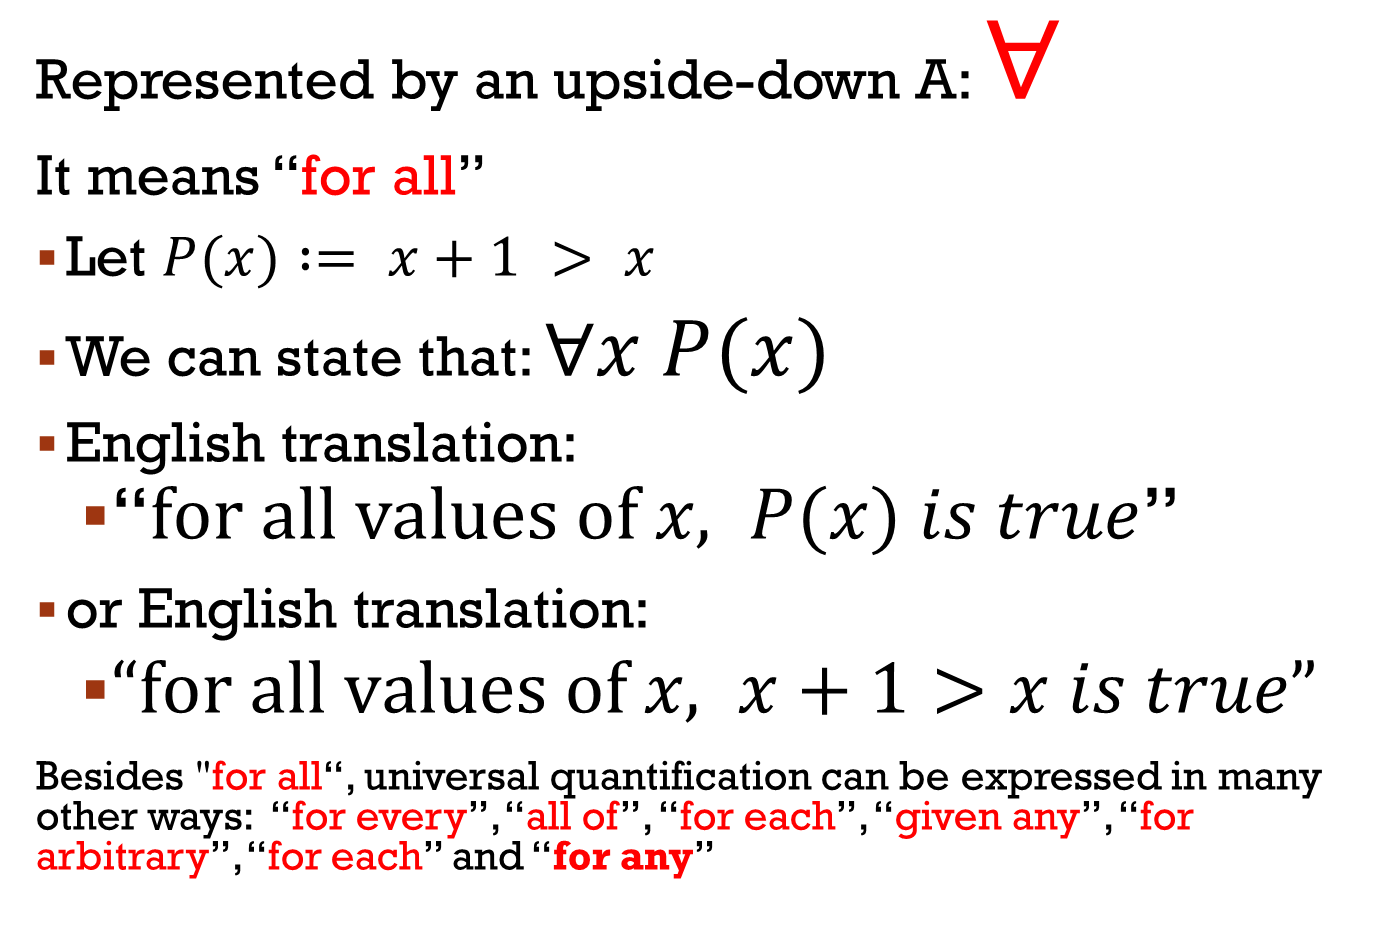 Represented by an upside-down A: ∀
It means “for all”
▪Let P(x) := x + 1 > x
▪We can state that: ∀x P(x)
▪English translation:
▪“for all values of x, P(x) is true”
▪or English translation:
▪“for all values of x, x + 1 > x is true”
Besides "for all“, universal quantification can be expressed in many
other ways: “for every”, “all of”, “for each”, “given any”, “for
arbitrary”, “for each” and “for any”